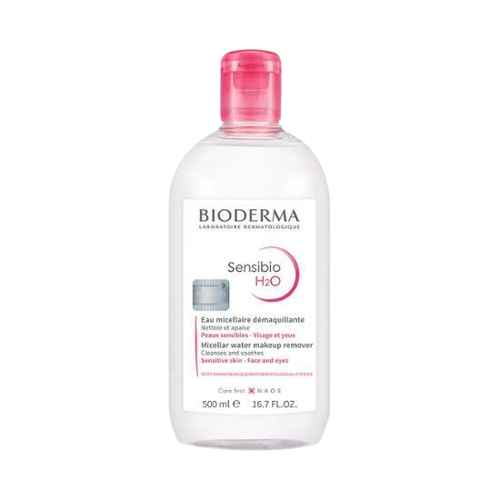 BIODERMA
LABORATOIRE DERMATOLOGIQUE
Sensibio
H2O
Eau micellaire démaquillante
Nettoie et apaise
Peaux sensibles - Visage et yeux
Micellar water makeup remover
Cleanses and soothes
Sensitive skin - Face and eyes
TESTÉ DERMATOLOGIQUEMENT/DERMATOLOGICALLY TESTED
Care first NAOS
500 ml ℮ 16.7 FL.OZ.